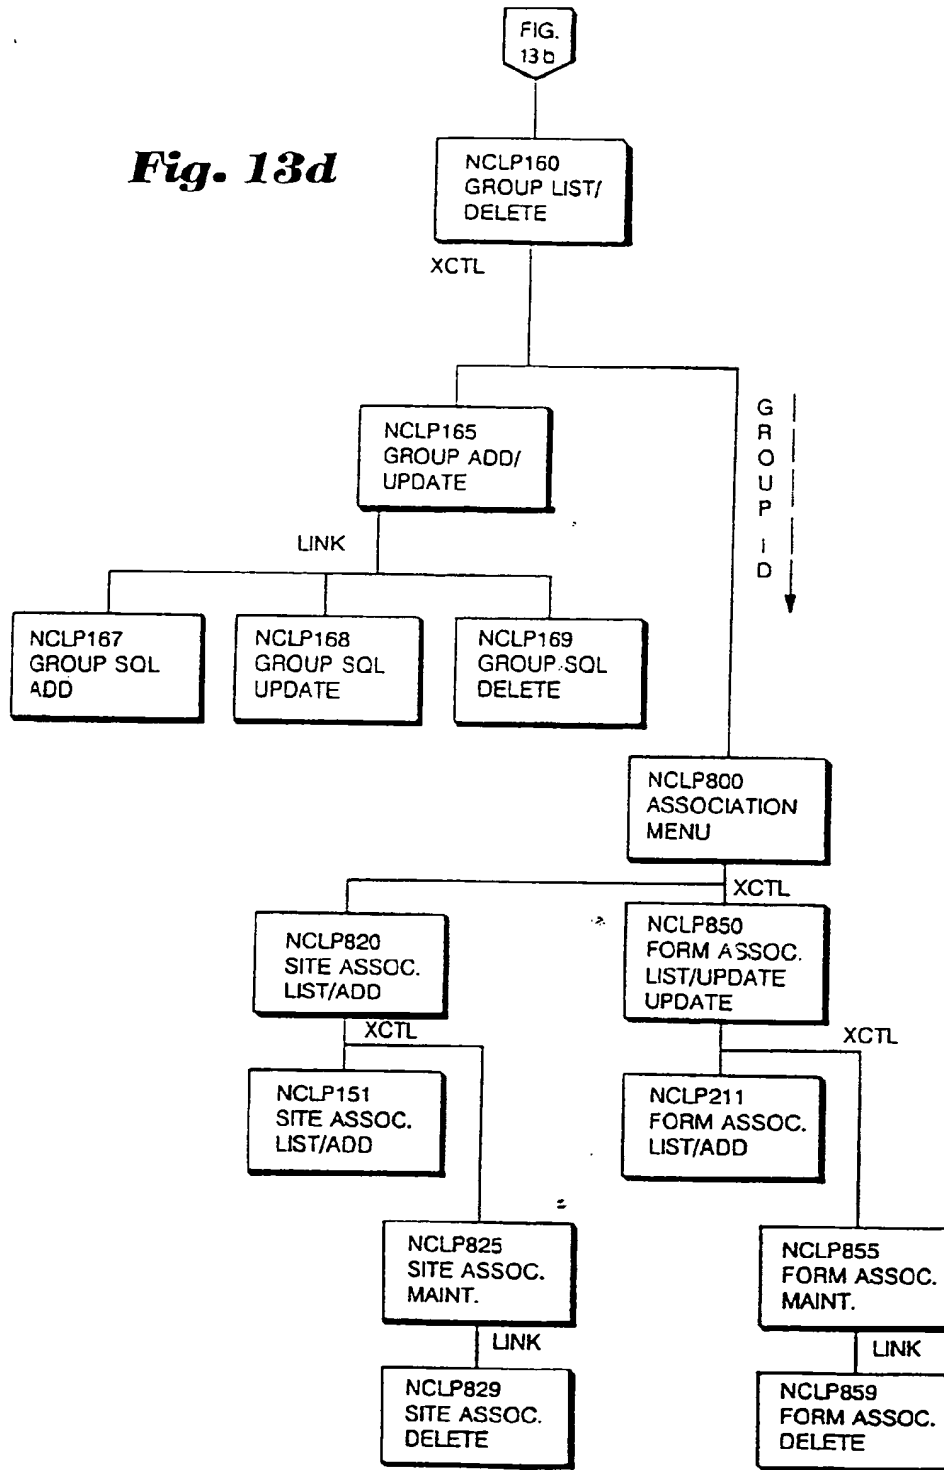 FIG.
13b
Fig. 13d
NCLP160
GROUP LIST/
DELETE
XCTL
NCLP165
GROUP ADD/
UPDATE
GROUP ID
LINK
NCLP167
GROUP SQL
ADD
NCLP168
GROUP SQL
UPDATE
NCLP169
GROUP SQL
DELETE
NCLP800
ASSOCIATION
MENU
XCTL
NCLP820
SITE ASSOC.
LIST/ADD
NCLP850
FORM ASSOC.
LIST/UPDATE
UPDATE
XCTL
XCTL
NCLP151
SITE ASSOC.
LIST/ADD
NCLP211
FORM ASSOC.
LIST/ADD
NCLP825
SITE ASSOC.
MAINT.
NCLP855
FORM ASSOC.
MAINT.
LINK
LINK
NCLP829
SITE ASSOC.
DELETE
NCLP859
FORM ASSOC.
DELETE